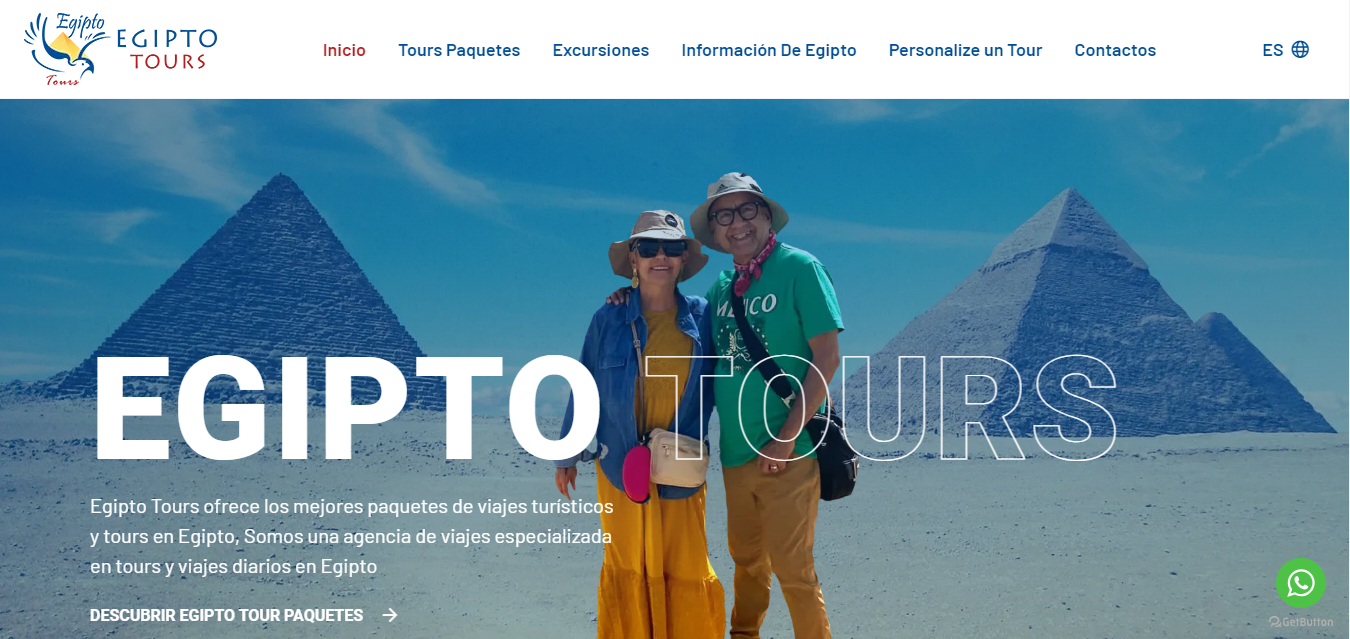 Egipto
EGIPTO
TOURS
Tours
Inicio
Tours Paquetes
Excursiones
Información De Egipto
Personalize un Tour
Contactos
ES
EGIPTO TOURS
Egipto Tours ofrece los mejores paquetes de viajes turísticos
y tours en Egipto, Somos una agencia de viajes especializada
en tours y viajes diarios en Egipto
DESCUBRIR EGIPTO TOUR PAQUETES
GetButton